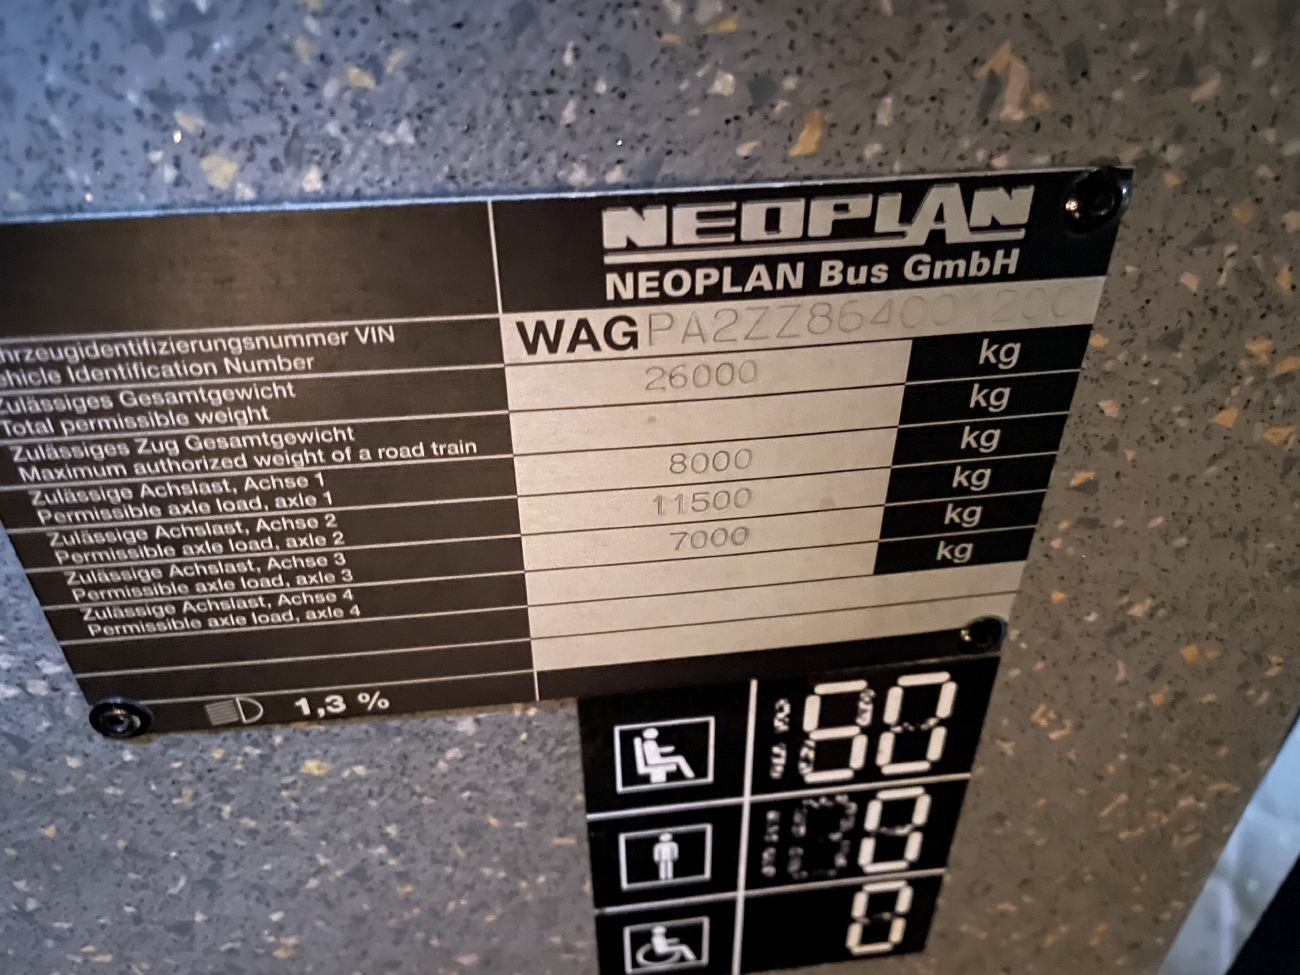 NEOPLAN
NEOPLAN Bus GmbH
hrzeugidentifizierungsnummer VIN
ehicle Identification Number
WAGPA2ZZ86400120
Zulässiges Gesamtgewicht
Total permissible weight
26000 kg
Zulässiges Zug Gesamtgewicht
Maximum authorized weight of a road train
kg
Zulässige Achslast, Achse 1
Permissible axle load, axle 1
8000 kg
Zulässige Achslast, Achse 2
Permissible axle load, axle 2
11500 kg
Zulässige Achslast, Achse 3
Permissible axle load, axle 3
7000 kg
Zulässige Achslast, Achse 4
Permissible axle load, axle 4
kg
1,3 %
0